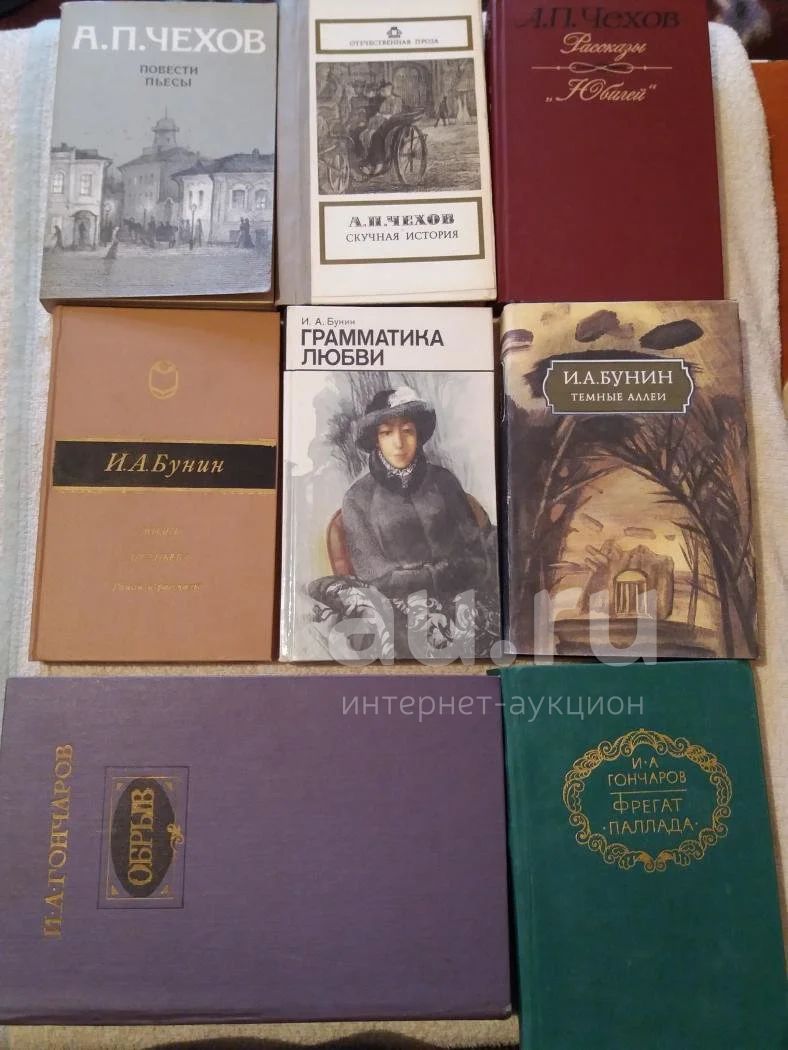 А.П.ЧЕХОВ
ПОВЕСТИ
ПЬЕСЫ
ОТЕЧЕСТВЕННАЯ ПРОЗА
А.П.ЧЕХОВ
СКУЧНАЯ ИСТОРИЯ
А.П.Чехов
Рассказы
„Юбилей“
И.А.Бунин
И. А. Бунин
ГРАММАТИКА
ЛЮБВИ
И.А.БУНИН
ТЕМНЫЕ АЛЛЕИ
au.ru
интернет-аукцион
И·А·ГОНЧАРОВ
ОБРЫВ
И·А
ГОНЧАРОВ
ФРЕГАТ
·ПАЛЛАДА·